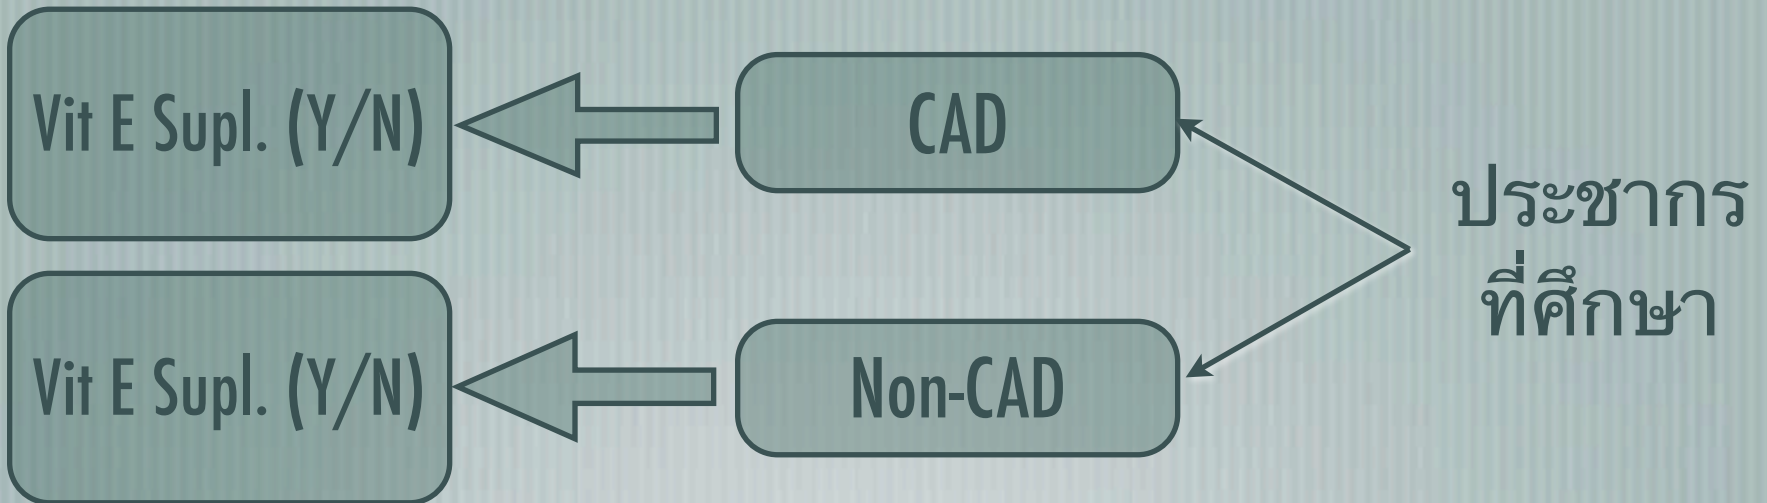 Vit E Supl. (Y/N)
CAD
ประชากร
ที่ศึกษา
Vit E Supl. (Y/N)
Non-CAD